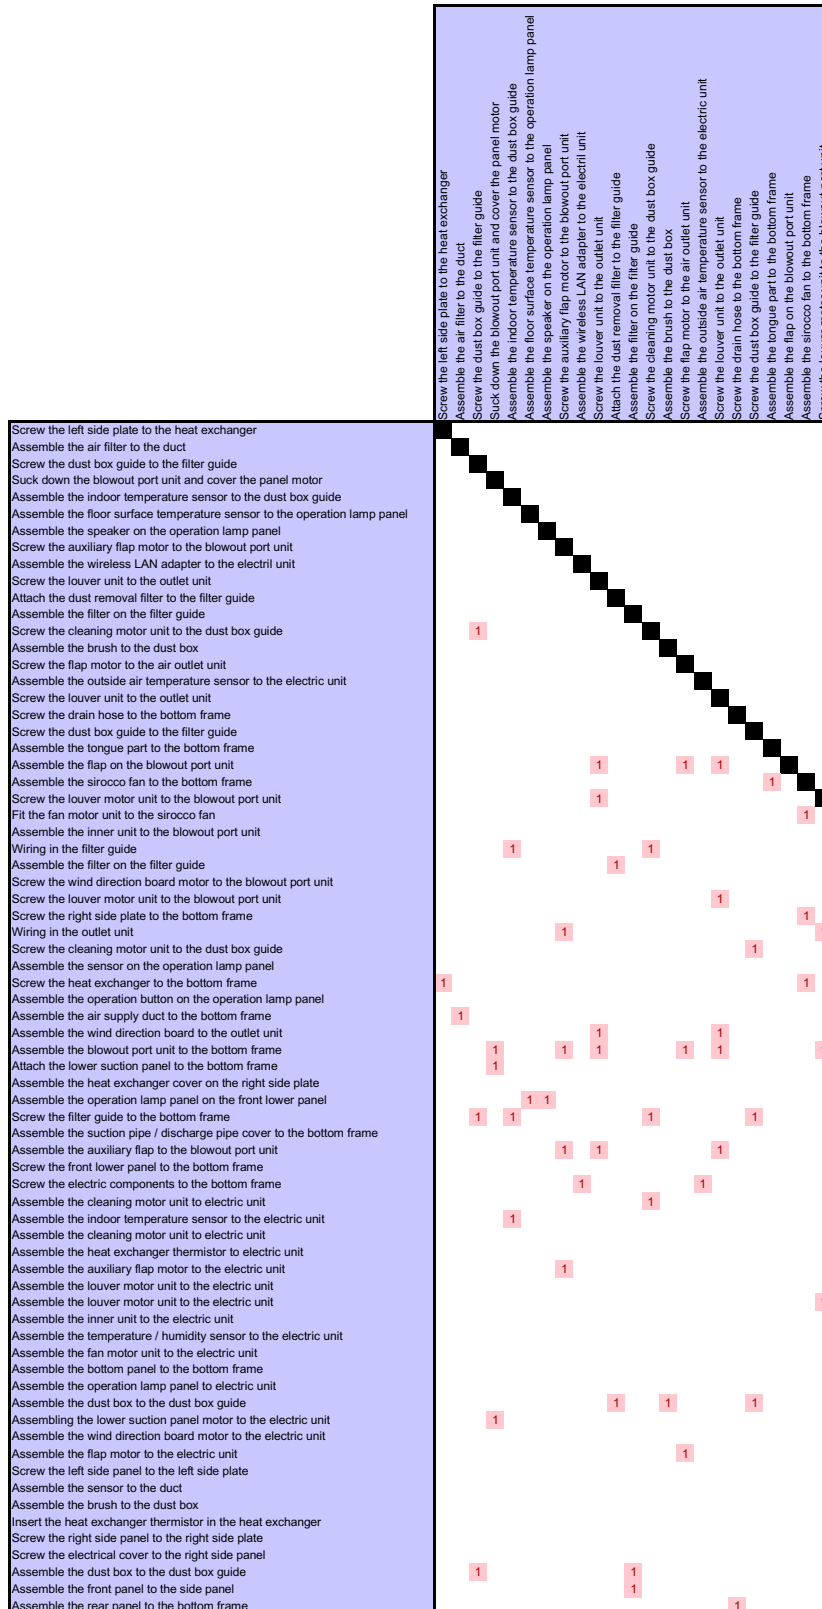 Screw the left side plate to the heat exchanger
Assemble the air filter to the duct
Screw the dust box guide to the filter guide
Suck down the blowout port unit and cover the panel motor
Assemble the indoor temperature sensor to the dust box guide
Assemble the floor surface temperature sensor to the operation lamp panel
Assemble the speaker on the operation lamp panel
Screw the auxiliary flap motor to the blowout port unit
Assemble the wireless LAN adapter to the electril unit
Screw the louver unit to the outlet unit
Attach the dust removal filter to the filter guide
Assemble the filter on the filter guide
Screw the cleaning motor unit to the dust box guide
Assemble the brush to the dust box
Screw the flap motor to the air outlet unit
Assemble the outside air temperature sensor to the electric unit
Screw the louver unit to the outlet unit
Screw the drain hose to the bottom frame
Screw the dust box guide to the filter guide
Assemble the tongue part to the bottom frame
Assemble the flap on the blowout port unit
Assemble the sirocco fan to the bottom frame
Screw the left side plate to the heat exchanger
Assemble the air filter to the duct
Screw the dust box guide to the filter guide
Suck down the blowout port unit and cover the panel motor
Assemble the indoor temperature sensor to the dust box guide
Assemble the floor surface temperature sensor to the operation lamp panel
Assemble the speaker on the operation lamp panel
Screw the auxiliary flap motor to the blowout port unit
Assemble the wireless LAN adapter to the electril unit
Screw the louver unit to the outlet unit
Attach the dust removal filter to the filter guide
Assemble the filter on the filter guide
Screw the cleaning motor unit to the dust box guide 1
Assemble the brush to the dust box
Screw the flap motor to the air outlet unit
Assemble the outside air temperature sensor to the electric unit
Screw the louver unit to the outlet unit
Screw the drain hose to the bottom frame
Screw the dust box guide to the filter guide
Assemble the tongue part to the bottom frame
Assemble the flap on the blowout port unit 1 1 1
Assemble the sirocco fan to the bottom frame 1
Screw the louver motor unit to the blowout port unit 1
Fit the fan motor unit to the sirocco fan 1
Assemble the inner unit to the blowout port unit
Wiring in the filter guide 1 1
Assemble the filter on the filter guide 1
Screw the wind direction board motor to the blowout port unit
Screw the louver motor unit to the blowout port unit 1
Screw the right side plate to the bottom frame 1
Wiring in the outlet unit 1
Screw the cleaning motor unit to the dust box guide 1
Assemble the sensor on the operation lamp panel
Screw the heat exchanger to the bottom frame 1 1
Assemble the operation button on the operation lamp panel
Assemble the air supply duct to the bottom frame 1
Assemble the wind direction board to the outlet unit 1 1
Assemble the blowout port unit to the bottom frame 1 1 1 1 1
Attach the lower suction panel to the bottom frame 1
Assemble the heat exchanger cover on the right side plate
Assemble the operation lamp panel on the front lower panel 1 1
Screw the filter guide to the bottom frame 1 1 1 1
Assemble the suction pipe / discharge pipe cover to the bottom frame
Assemble the auxiliary flap to the blowout port unit 1 1 1
Screw the front lower panel to the bottom frame
Screw the electric components to the bottom frame 1 1
Assemble the cleaning motor unit to electric unit 1
Assemble the indoor temperature sensor to the electric unit 1
Assemble the cleaning motor unit to electric unit
Assemble the heat exchanger thermistor to electric unit
Assemble the auxiliary flap motor to the electric unit 1
Assemble the louver motor unit to the electric unit
Assemble the louver motor unit to the electric unit
Assemble the inner unit to the electric unit
Assemble the temperature / humidity sensor to the electric unit
Assemble the fan motor unit to the electric unit
Assemble the bottom panel to the bottom frame
Assemble the operation lamp panel to electric unit
Assemble the dust box to the dust box guide 1 1 1
Assembling the lower suction panel motor to the electric unit 1
Assemble the wind direction board motor to the electric unit
Assemble the flap motor to the electric unit 1
Screw the left side panel to the left side plate
Assemble the sensor to the duct
Assemble the brush to the dust box
Insert the heat exchanger thermistor in the heat exchanger
Screw the right side panel to the right side plate
Screw the electrical cover to the right side panel
Assemble the dust box to the dust box guide 1 1
Assemble the front panel to the side panel 1
Assemble the rear panel to the bottom frame 1